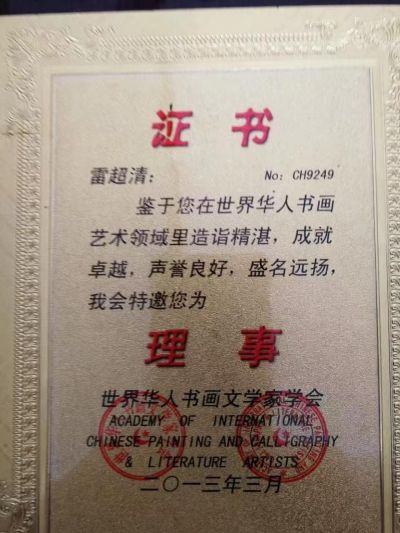 证书
雷超清： No: CH9249
鉴于您在世界华人书画
艺术领域里造诣精湛，成就
卓越，声誉良好，盛名远扬，
我会特邀您为
理事
世界华人书画文学家学会
ACADEMY OF INTERNATIONAL
CHINESE PAINTING AND CALLIGRAPHY
& LITERATURE ARTISTS
二〇一三年三月